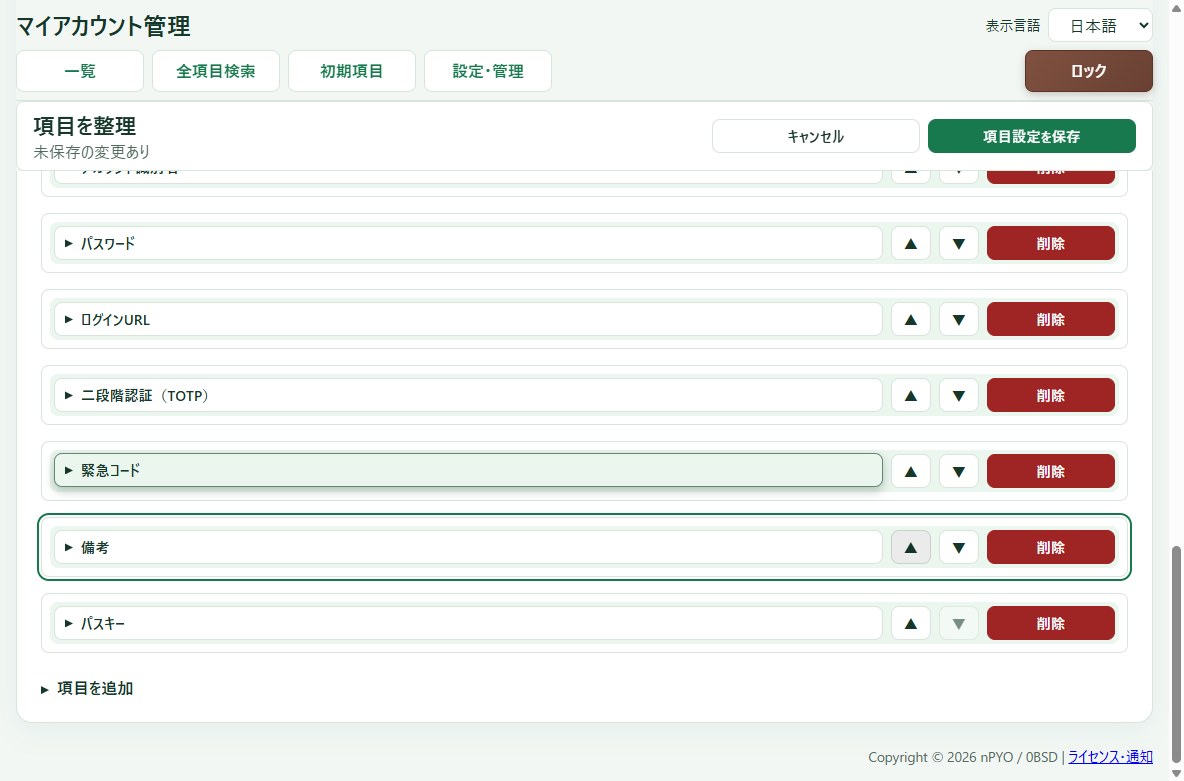 マイアカウント管理
表示言語 日本語
一覧 全項目検索 初期項目 設定・管理 ロック
項目を整理
未保存の変更あり
キャンセル 項目設定を保存
▶ パスワード ▲ ▼ 削除
▶ ログインURL ▲ ▼ 削除
▶ 二段階認証（TOTP） ▲ ▼ 削除
▶ 緊急コード ▲ ▼ 削除
▶ 備考 ▲ ▼ 削除
▶ パスキー ▲ ▼ 削除
▶ 項目を追加
Copyright © 2026 nPYO / 0BSD | ライセンス・通知